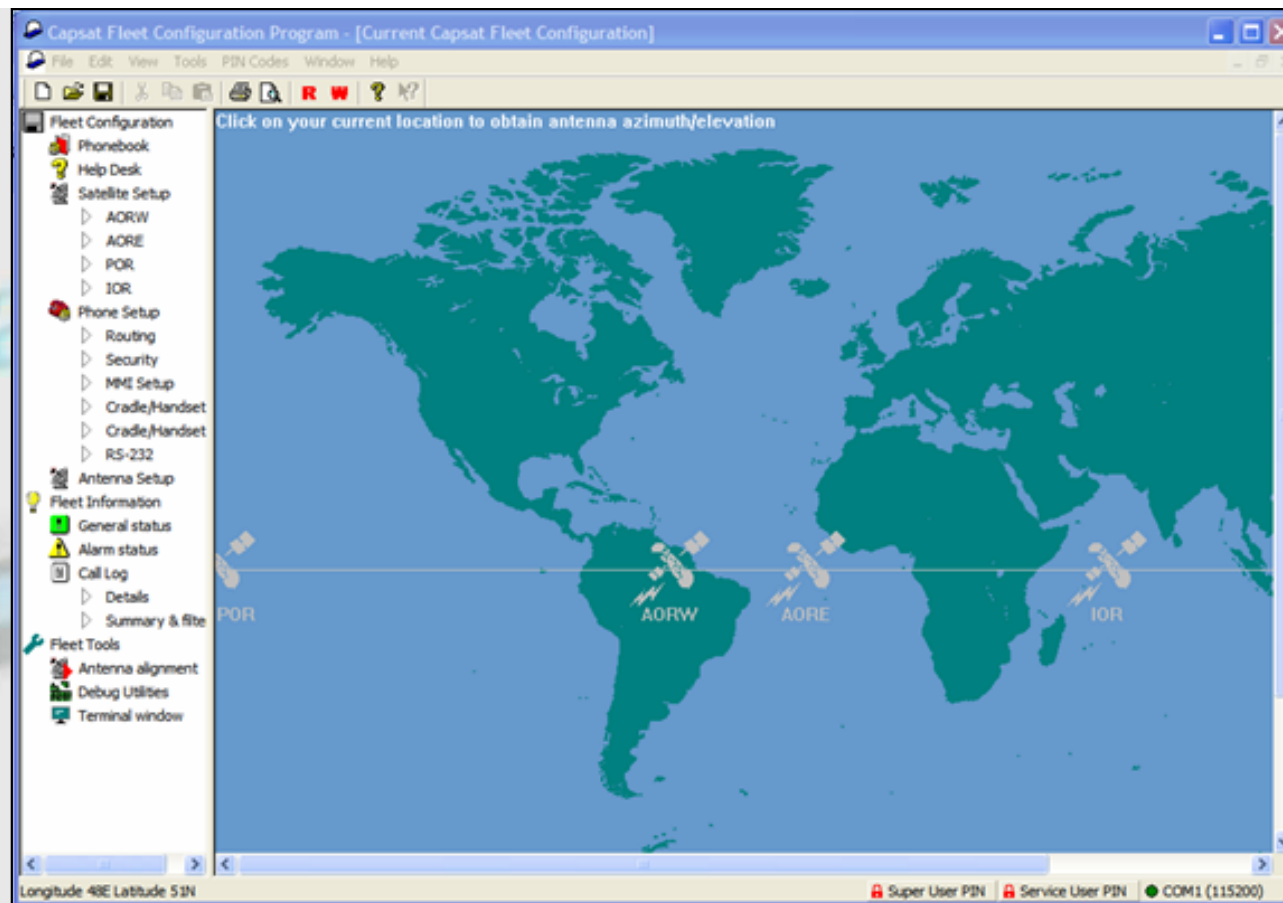 Capsat Fleet Configuration Program - [Current Capsat Fleet Configuration]
File Edit View Tools PIN Codes Window Help
R W
Fleet Configuration
Phonebook
Help Desk
Satellite Setup
AORW
AORE
POR
IOR
Phone Setup
Routing
Security
MMI Setup
Cradle/Handset
Cradle/Handset
RS-232
Antenna Setup
Fleet Information
General status
Alarm status
Call Log
Details
Summary & filte
Fleet Tools
Antenna alignment
Debug Utilities
Terminal window
Click on your current location to obtain antenna azimuth/elevation
POR
AORW
AORE
IOR
Longitude 48E Latitude 51N
Super User PIN
Service User PIN
COM1 (115200)